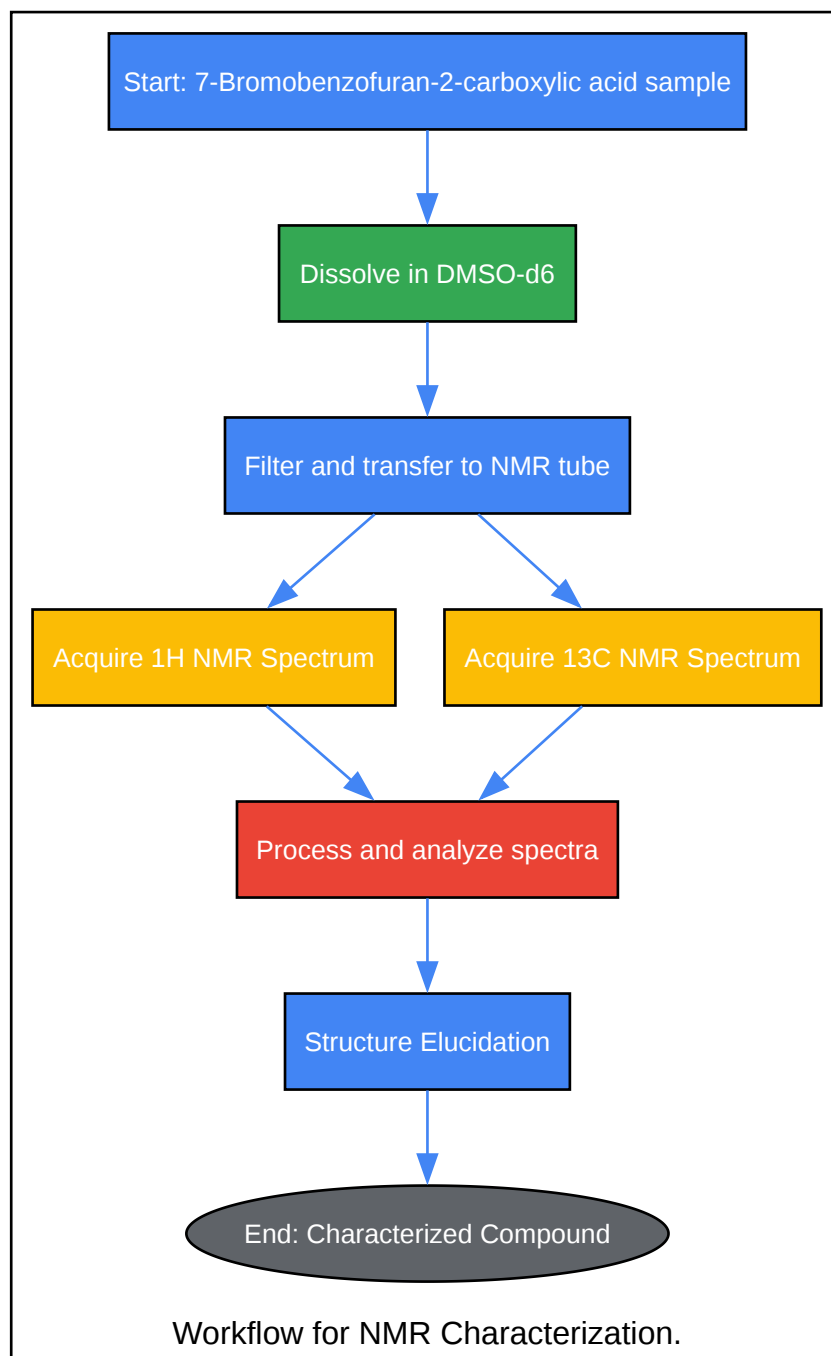 Start: 7-Bromobenzofuran-2-carboxylic acid sample
Dissolve in DMSO-d6
Filter and transfer to NMR tube
Acquire 1H NMR Spectrum
Acquire 13C NMR Spectrum
Process and analyze spectra
Structure Elucidation
End: Characterized Compound
Workflow for NMR Characterization.